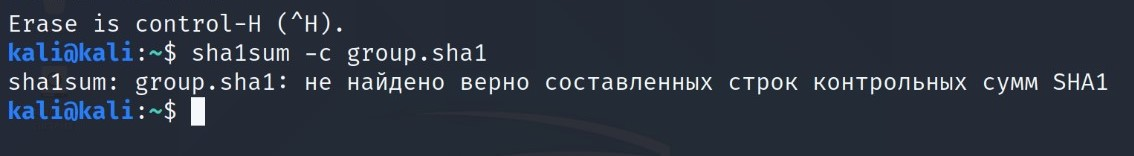 Erase is control-H (^H).
kali@kali:~$ sha1sum -c group.sha1
sha1sum: group.sha1: не найдено верно составленных строк контрольных сумм SHA1
kali@kali:~$